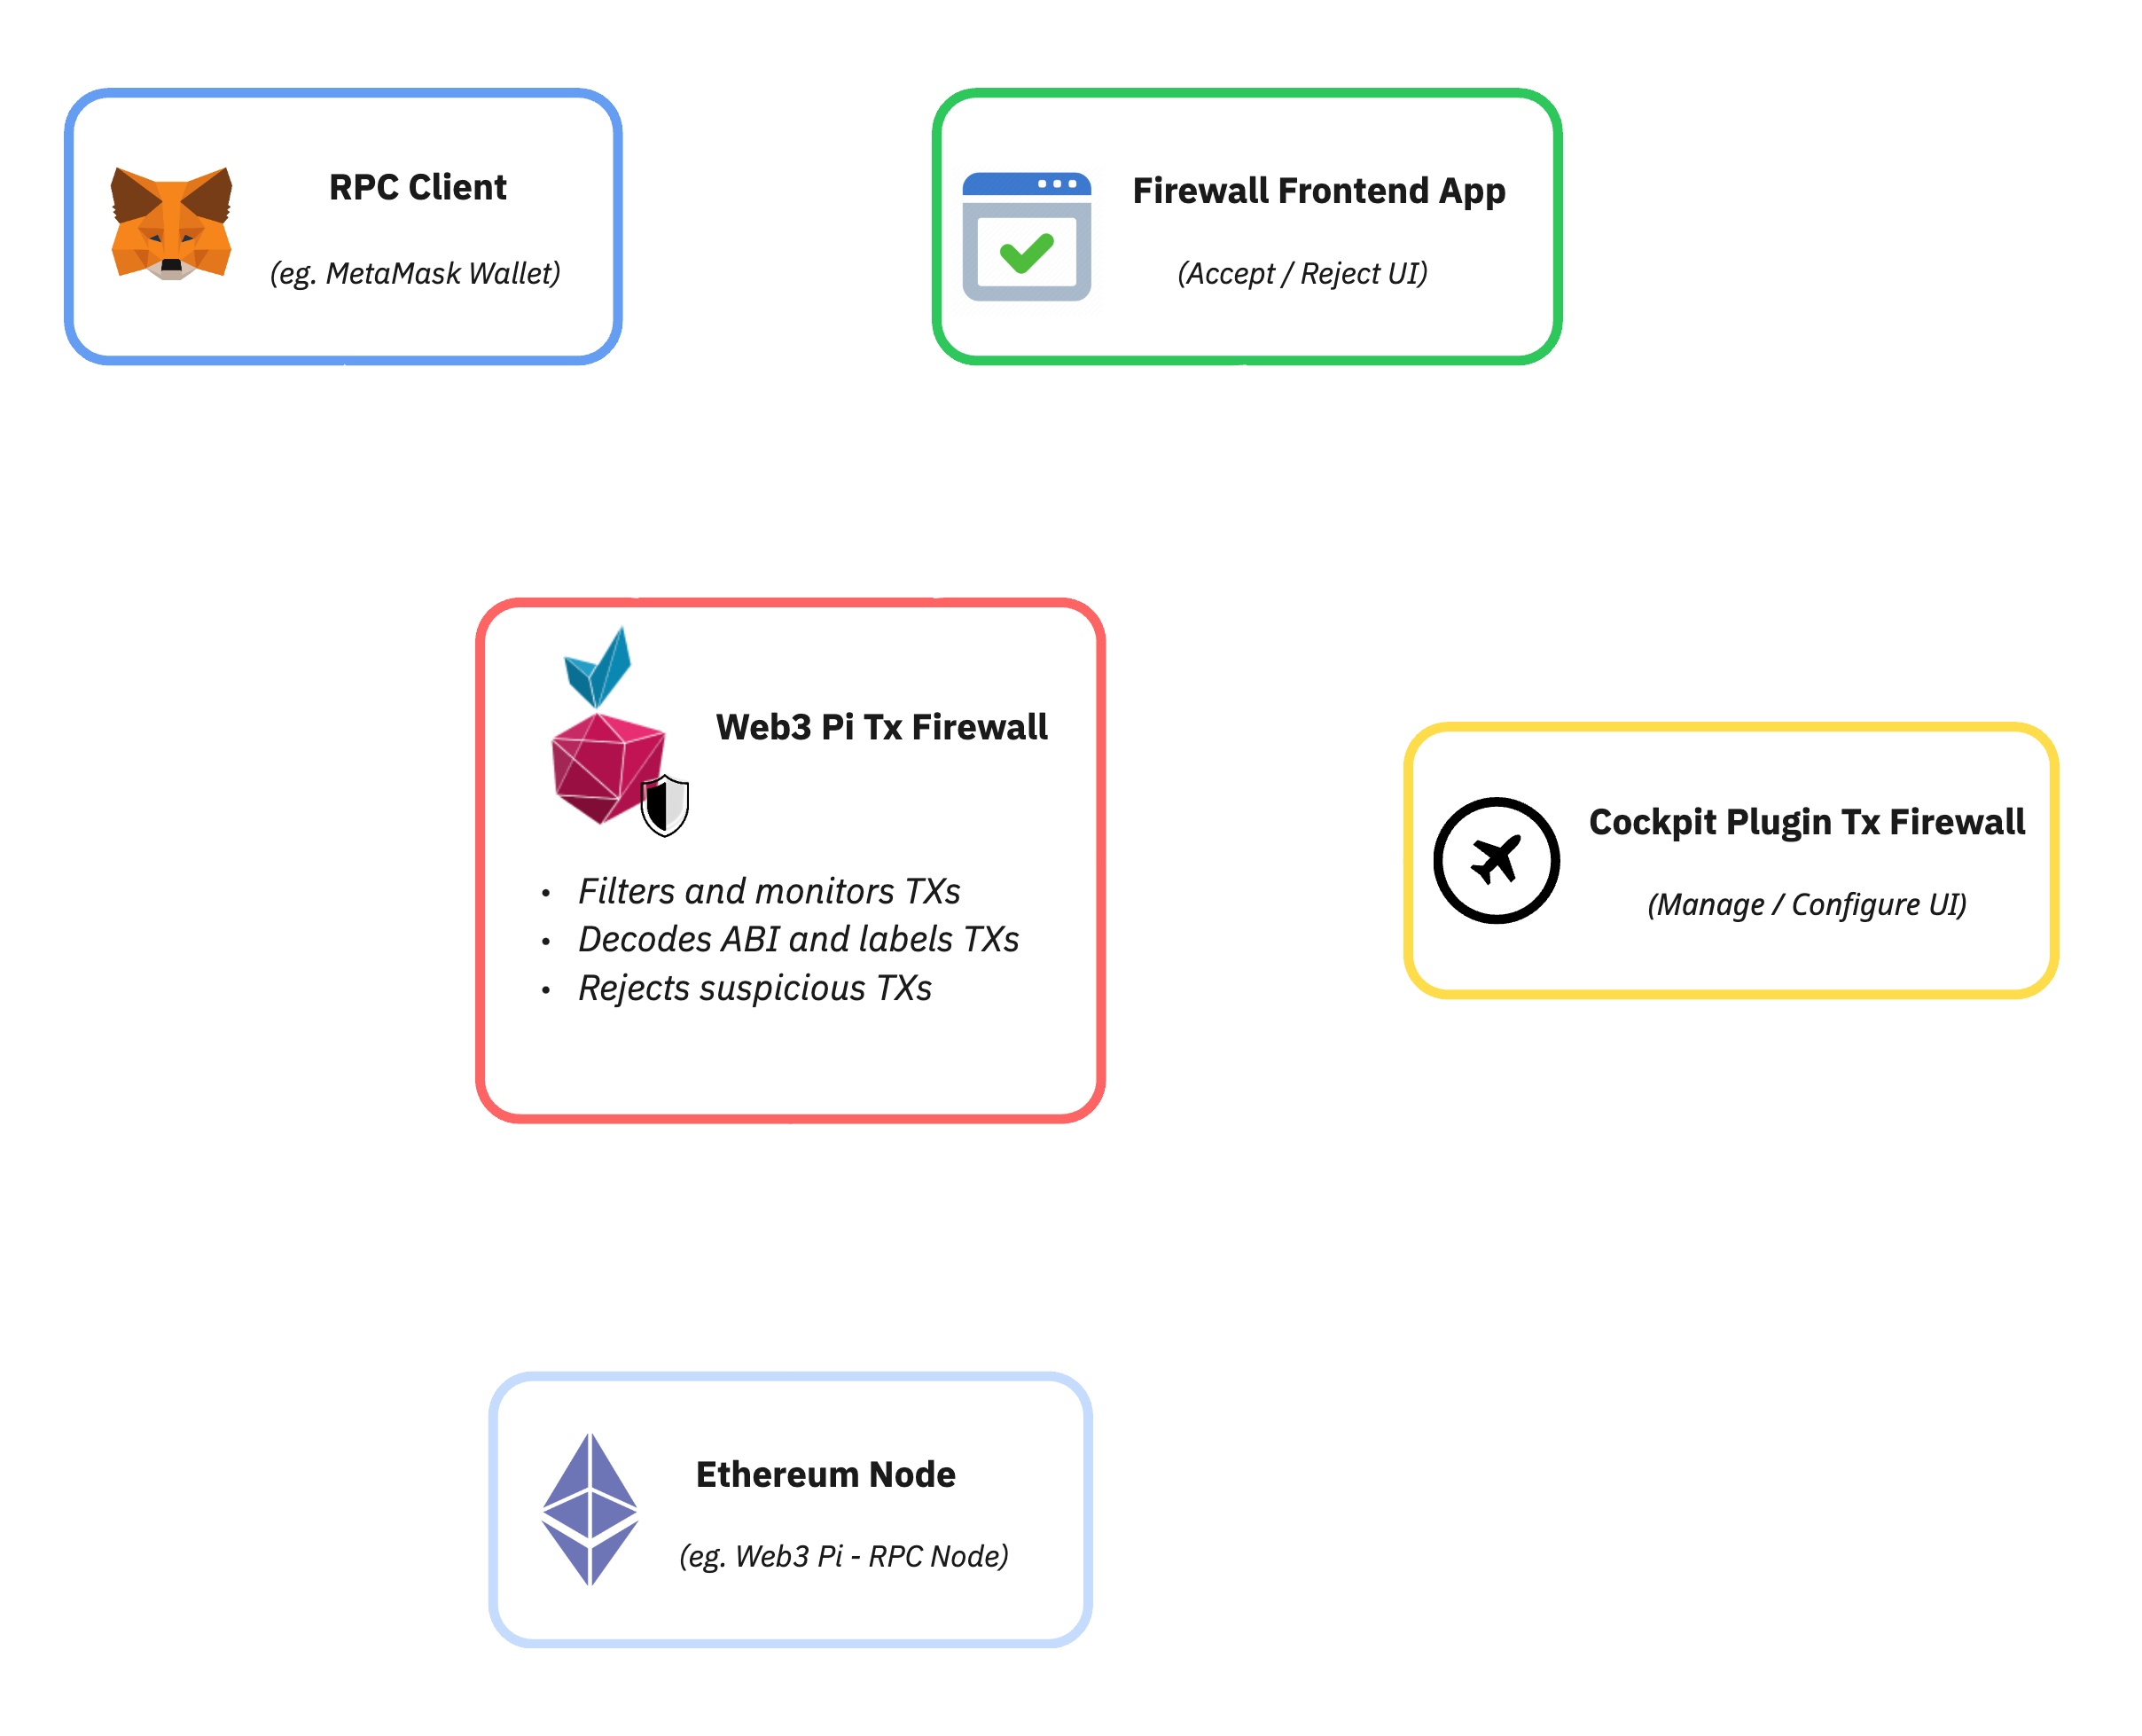 RPC Client
(eg. MetaMask Wallet)
Firewall Frontend App
(Accept / Reject UI)
Web3 Pi Tx Firewall
• Filters and monitors TXs
• Decodes ABI and labels TXs
• Rejects suspicious TXs
Cockpit Plugin Tx Firewall
(Manage / Configure UI)
Ethereum Node
(eg. Web3 Pi - RPC Node)